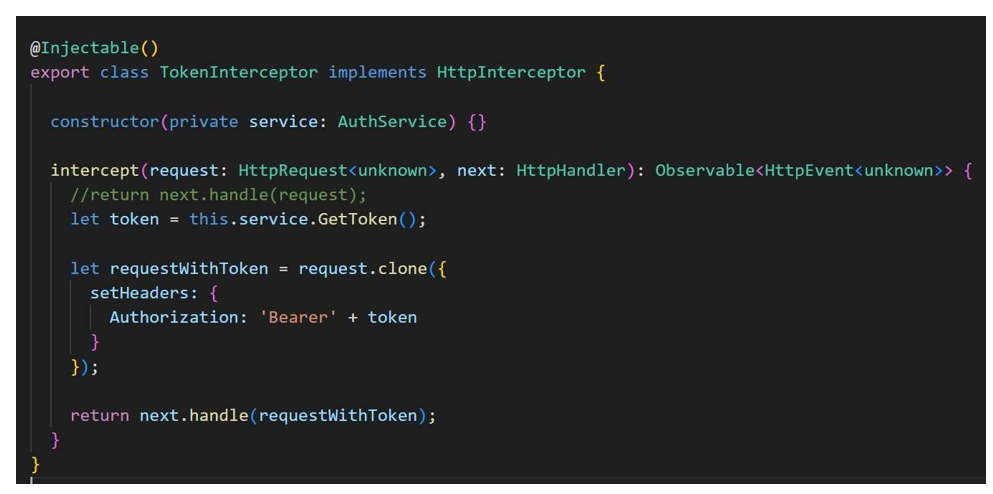 @Injectable()
export class TokenInterceptor implements HttpInterceptor {
constructor(private service: AuthService) {}
intercept(request: HttpRequest<unknown>, next: HttpHandler): Observable<HttpEvent<unknown>> {
//return next.handle(request);
let token = this.service.GetToken();
let requestWithToken = request.clone({
setHeaders: {
Authorization: 'Bearer' + token
}
});
return next.handle(requestWithToken);
}
}